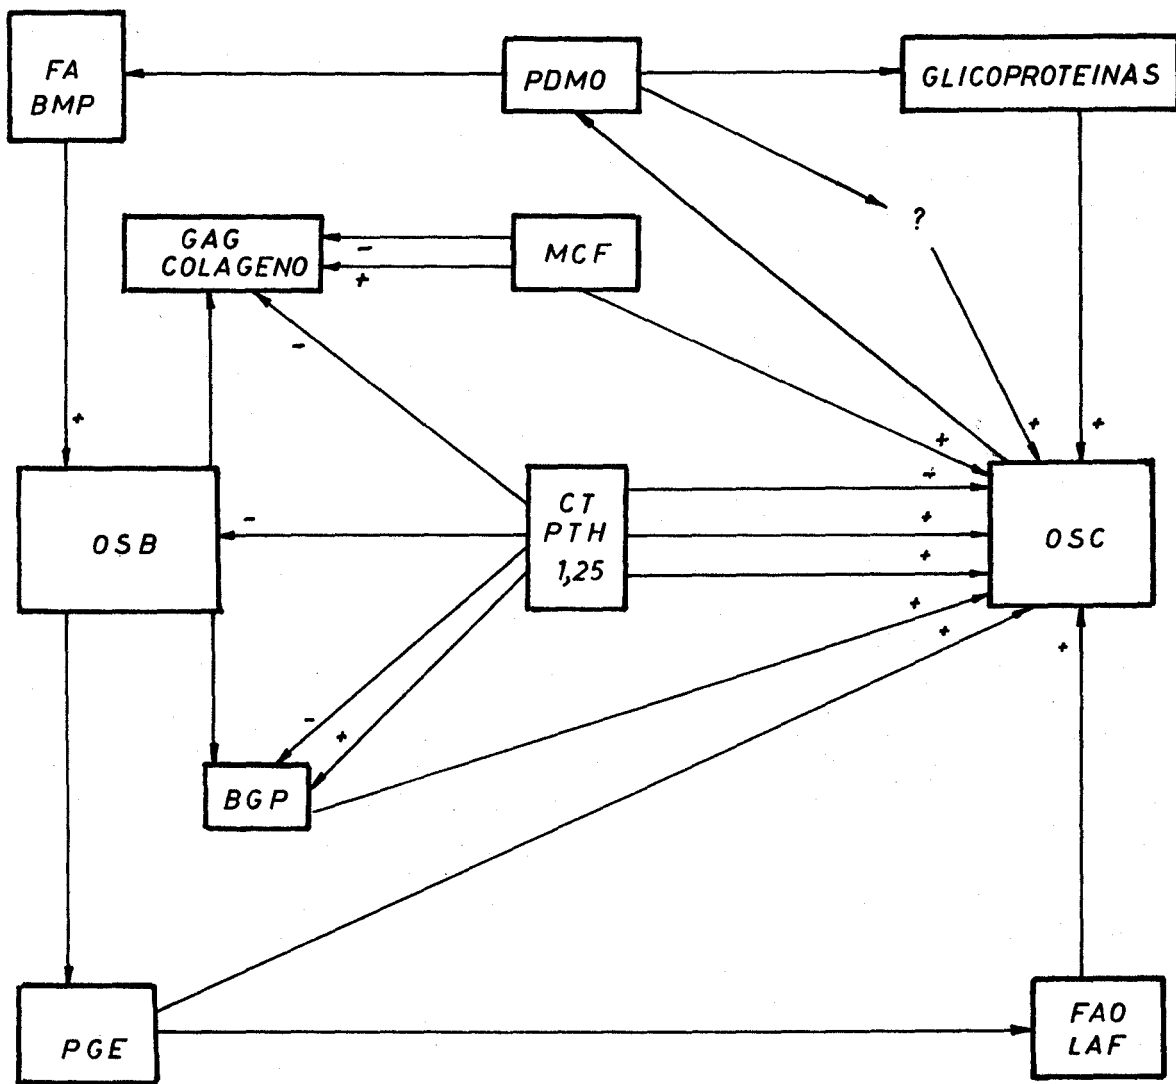 FA
BMP
PDMO
GLICOPROTEINAS
?
GAG
COLAGENO
-
+
MCF
-
+
+
+
+
+
OSB
-
CT
PTH
1,25
+
+
+
OSC
+
+
+
-
+
BGP
PGE
FAO
LAF